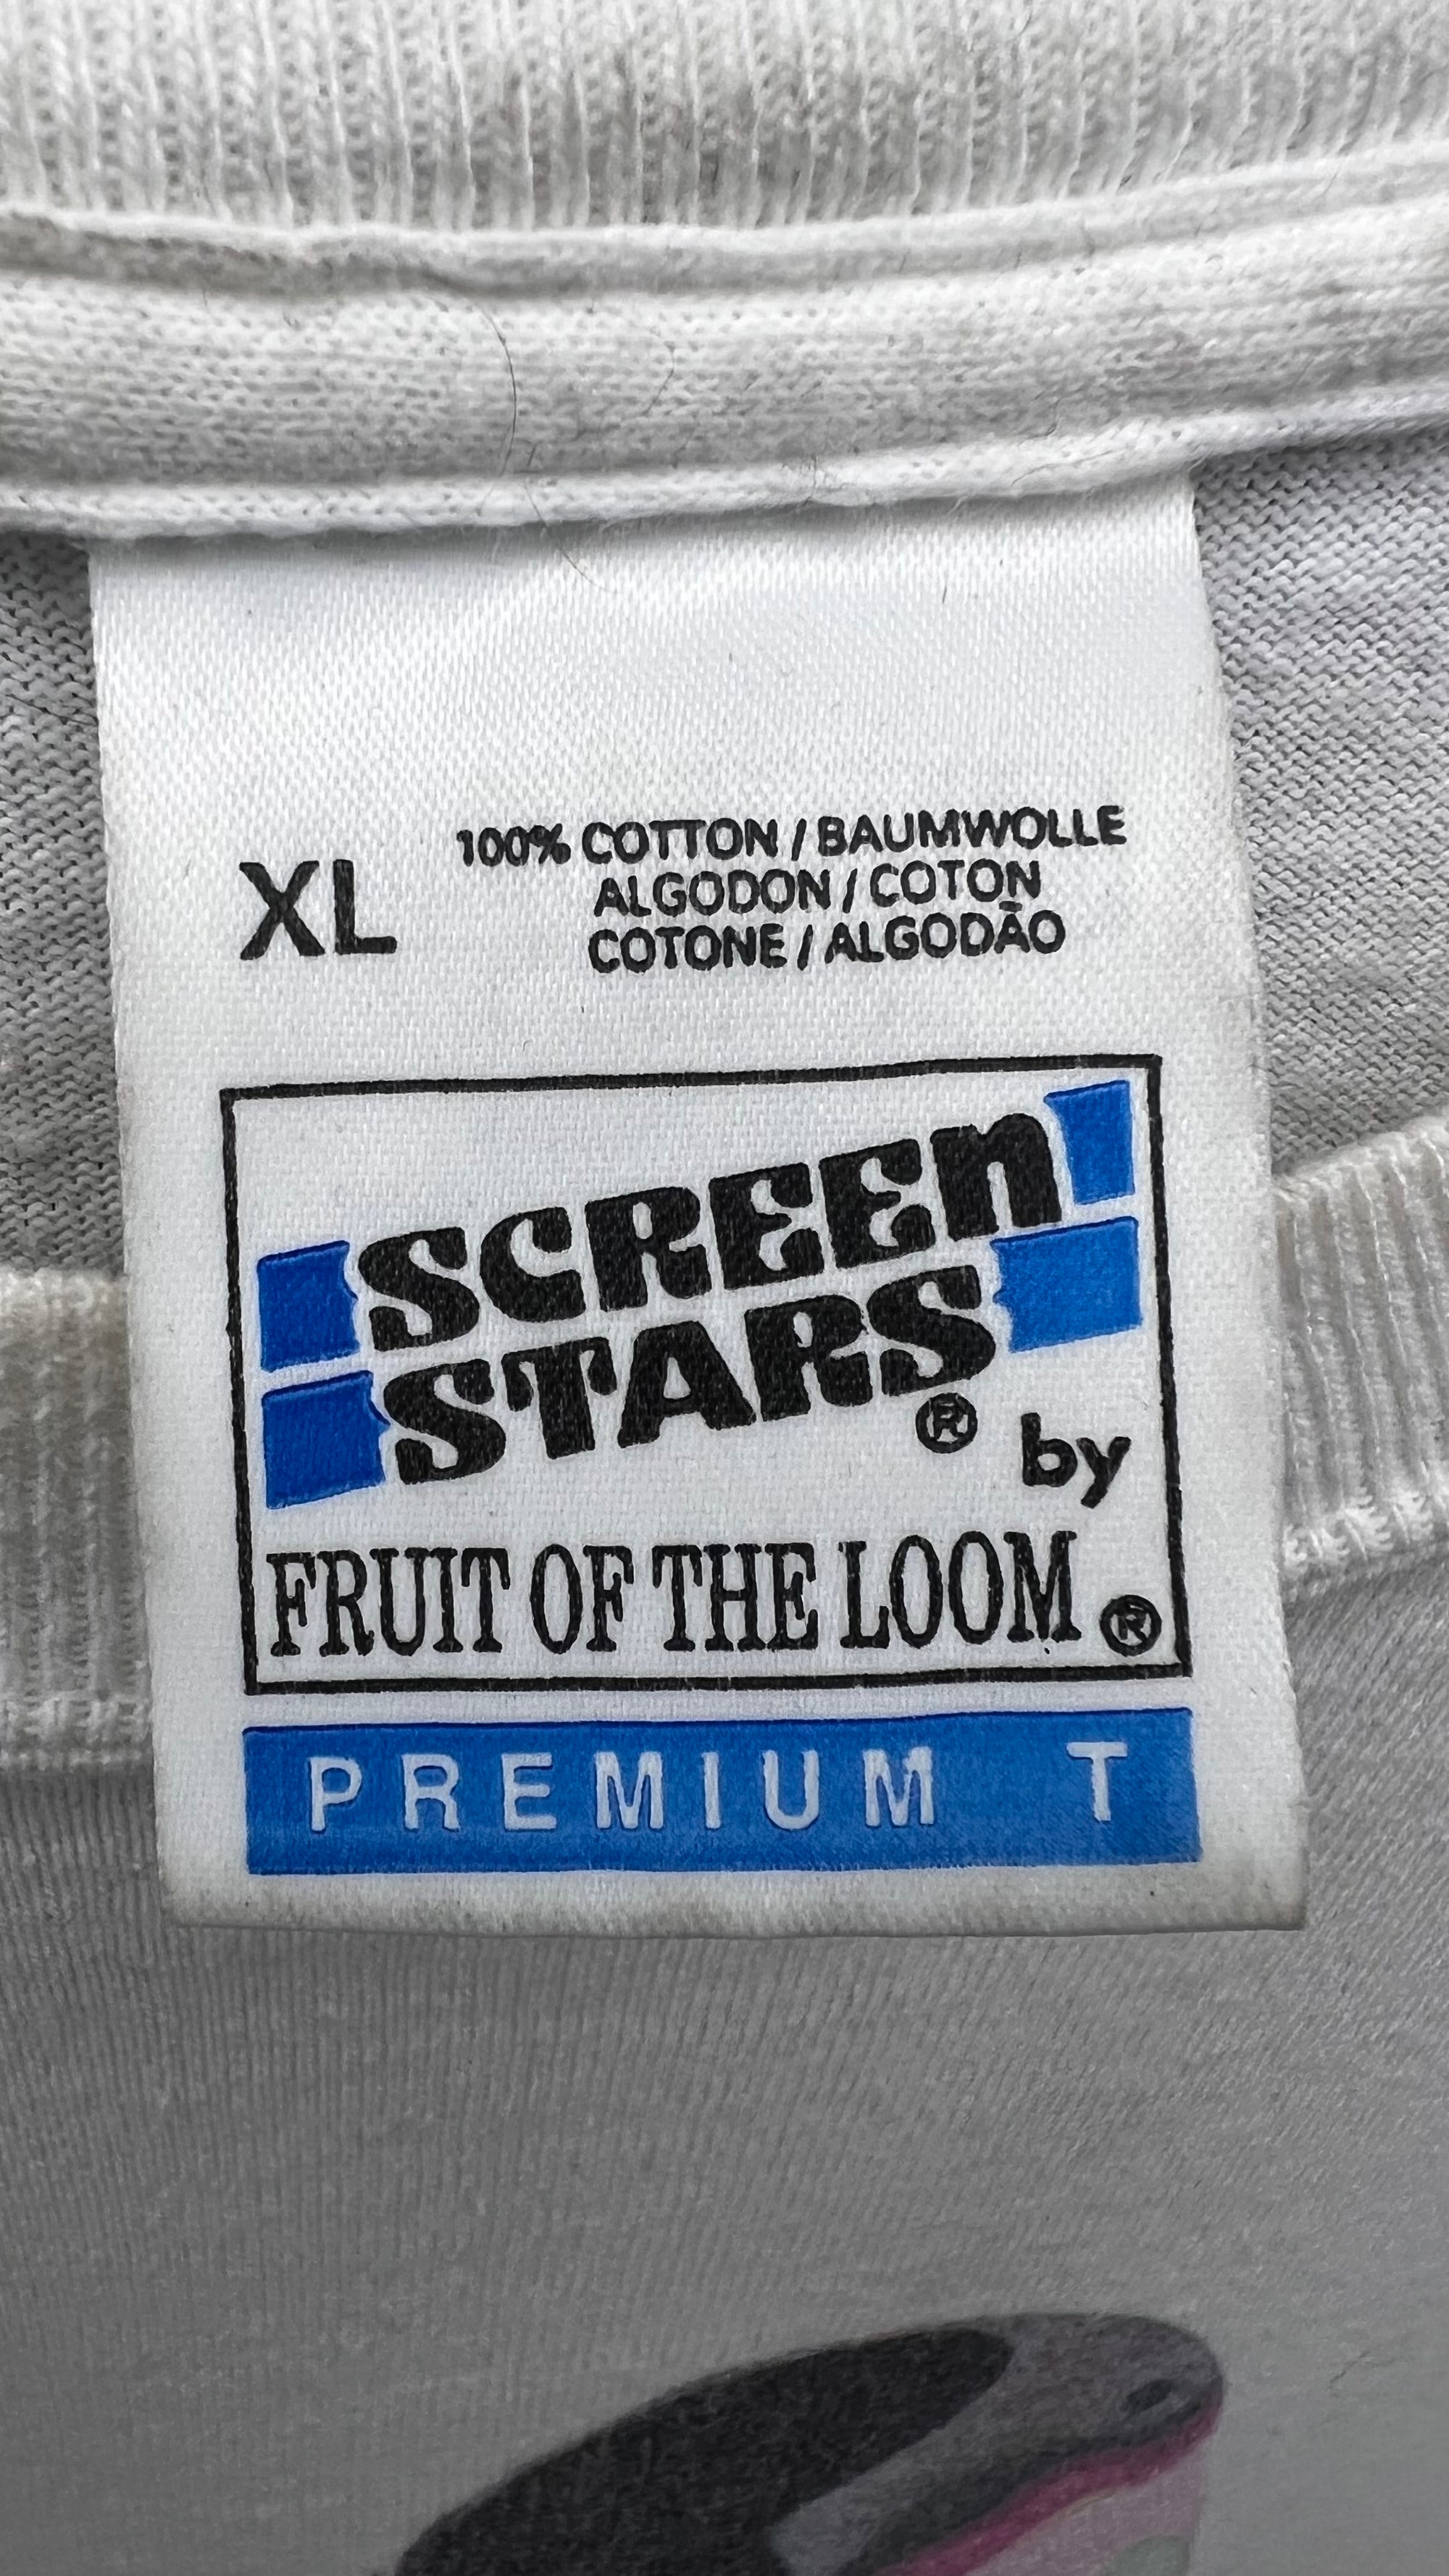 XL
100% COTTON / BAUMWOLLE
ALGODON / COTON
COTONE / ALGODÃO
SCREEn
STARS® by
FRUIT OF THE LOOM®
PREMIUM T